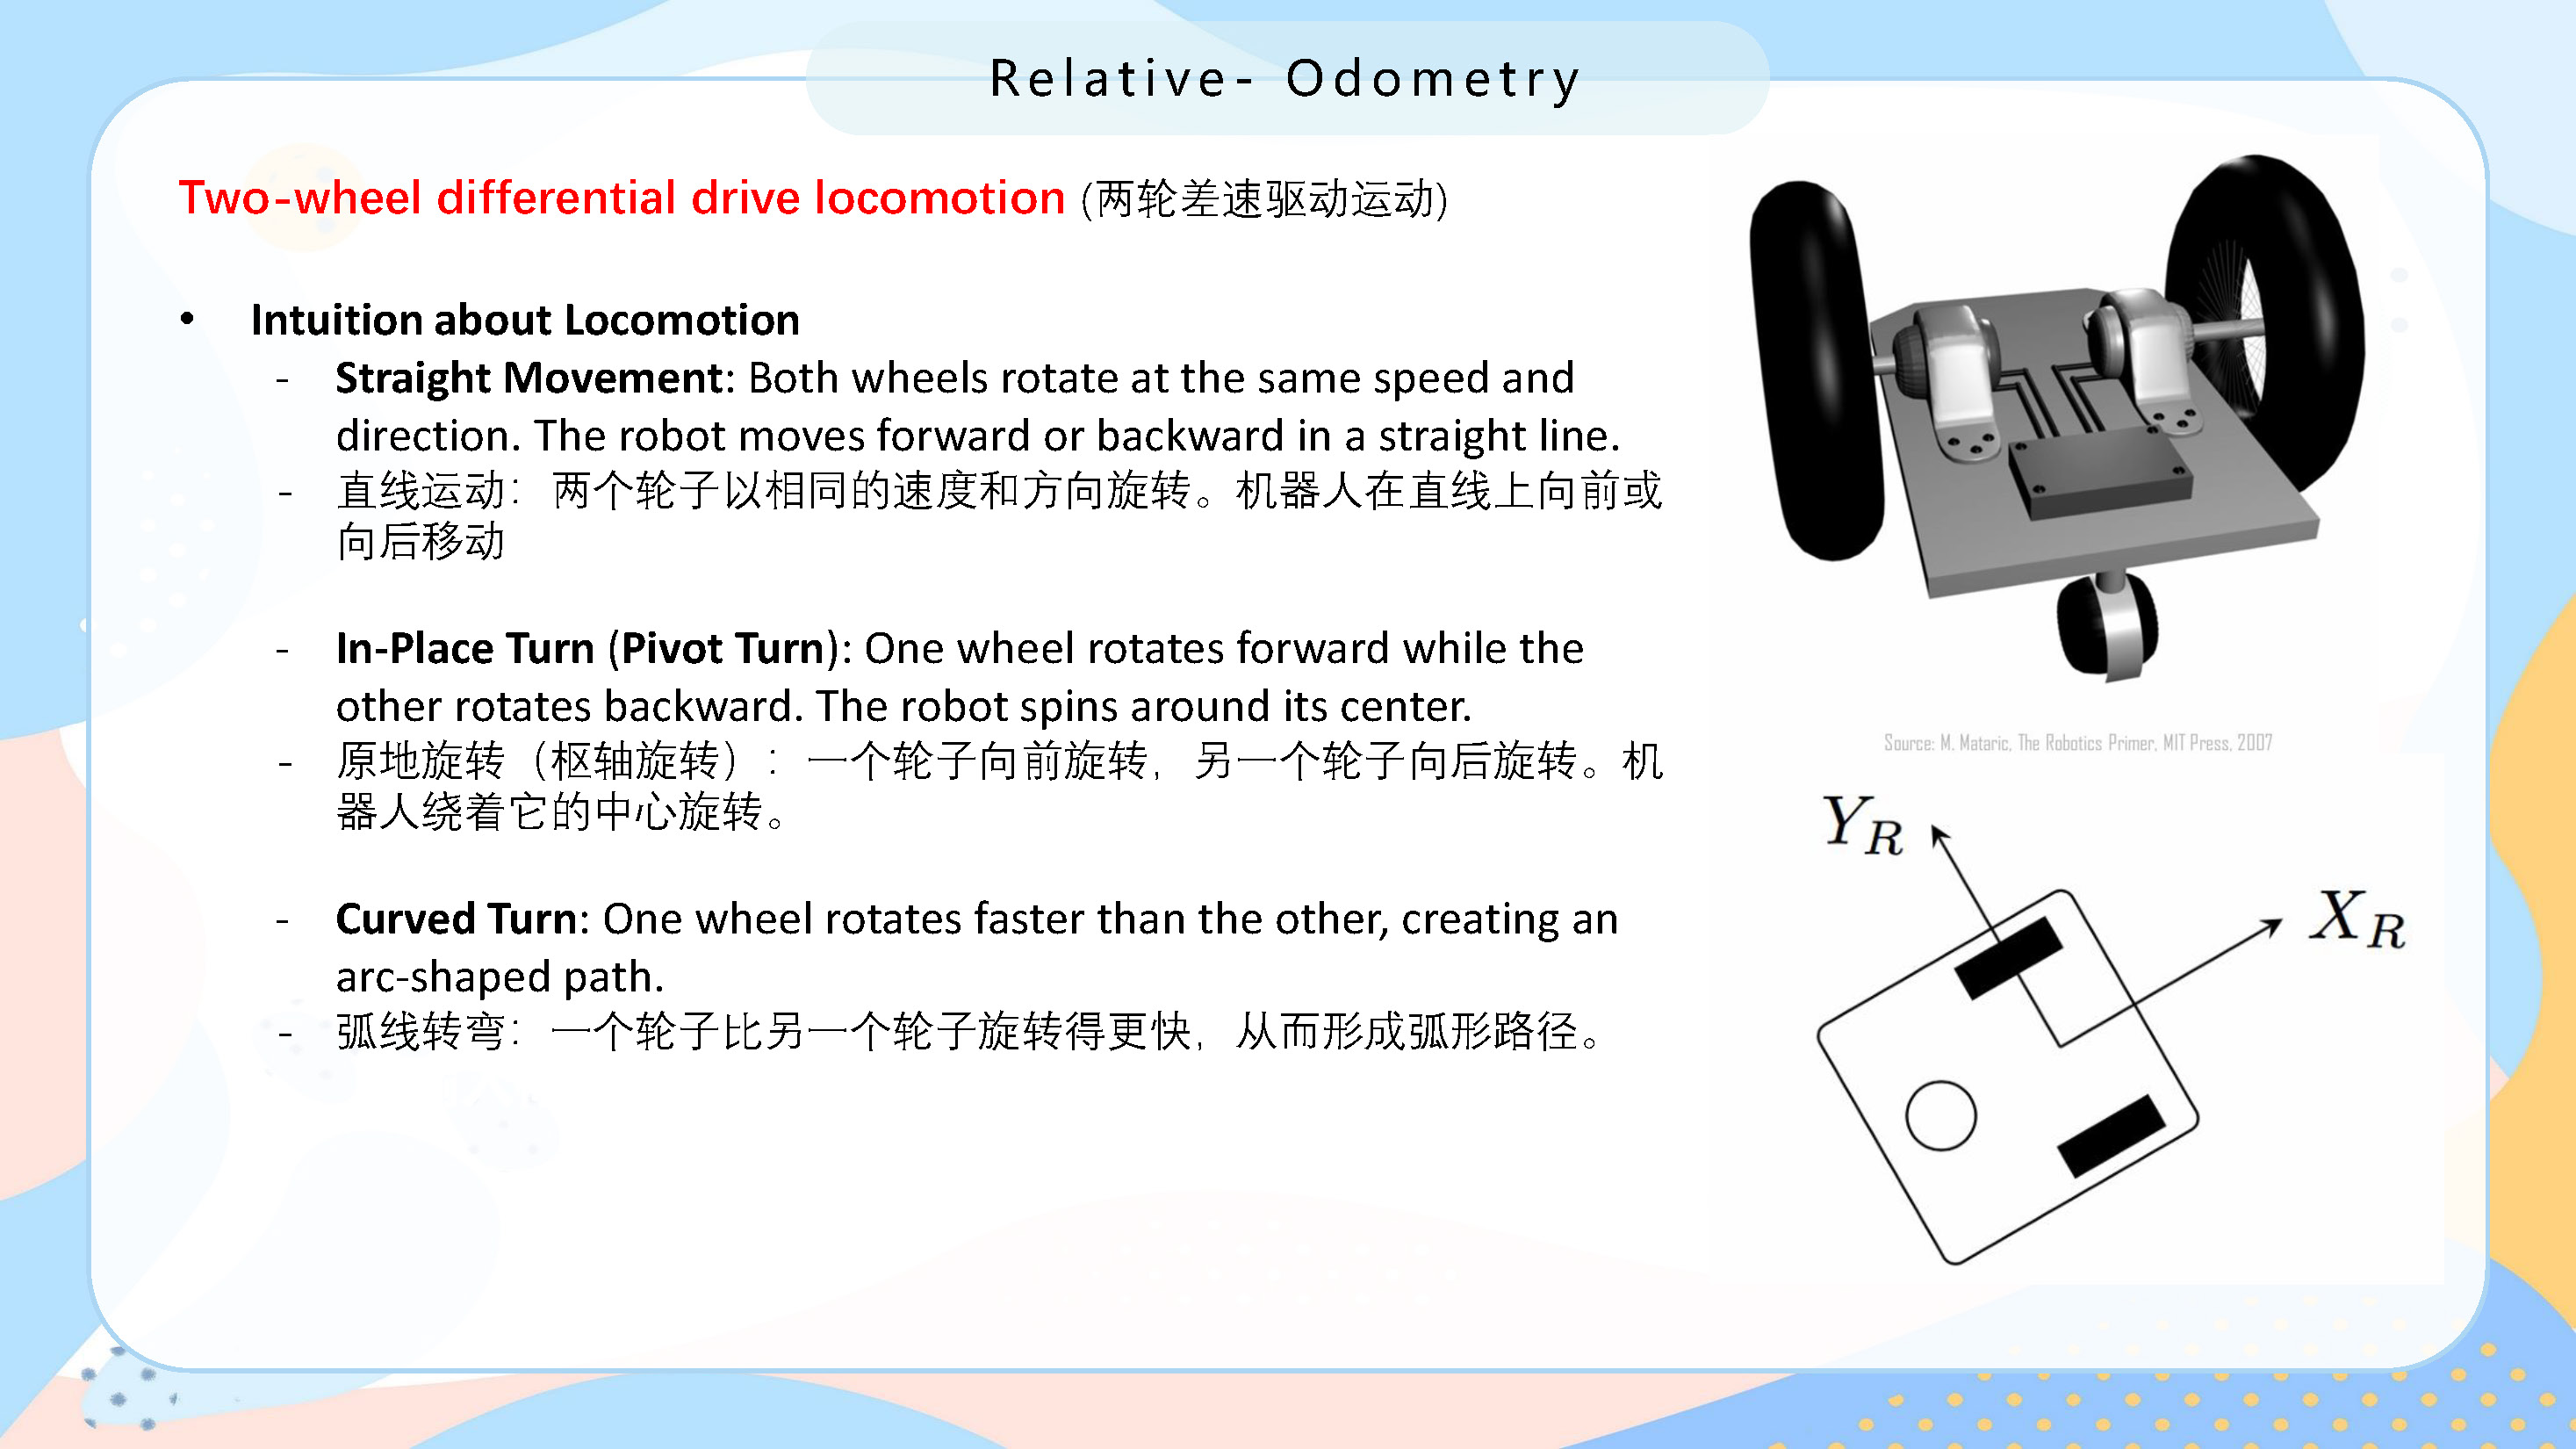 Relative- Odometry
Two-wheel differential drive locomotion (两轮差速驱动运动)
• Intuition about Locomotion
- Straight Movement: Both wheels rotate at the same speed and
direction. The robot moves forward or backward in a straight line.
- 直线运动：两个轮子以相同的速度和方向旋转。机器人在直线上向前或
向后移动
- In-Place Turn (Pivot Turn): One wheel rotates forward while the
other rotates backward. The robot spins around its center.
- 原地旋转（枢轴旋转）：一个轮子向前旋转，另一个轮子向后旋转。机
器人绕着它的中心旋转。
- Curved Turn: One wheel rotates faster than the other, creating an
arc-shaped path.
- 弧线转弯：一个轮子比另一个轮子旋转得更快，从而形成弧形路径。
Source: M. Mataric, The Robotics Primer, MIT Press, 2007
Y_R
X_R